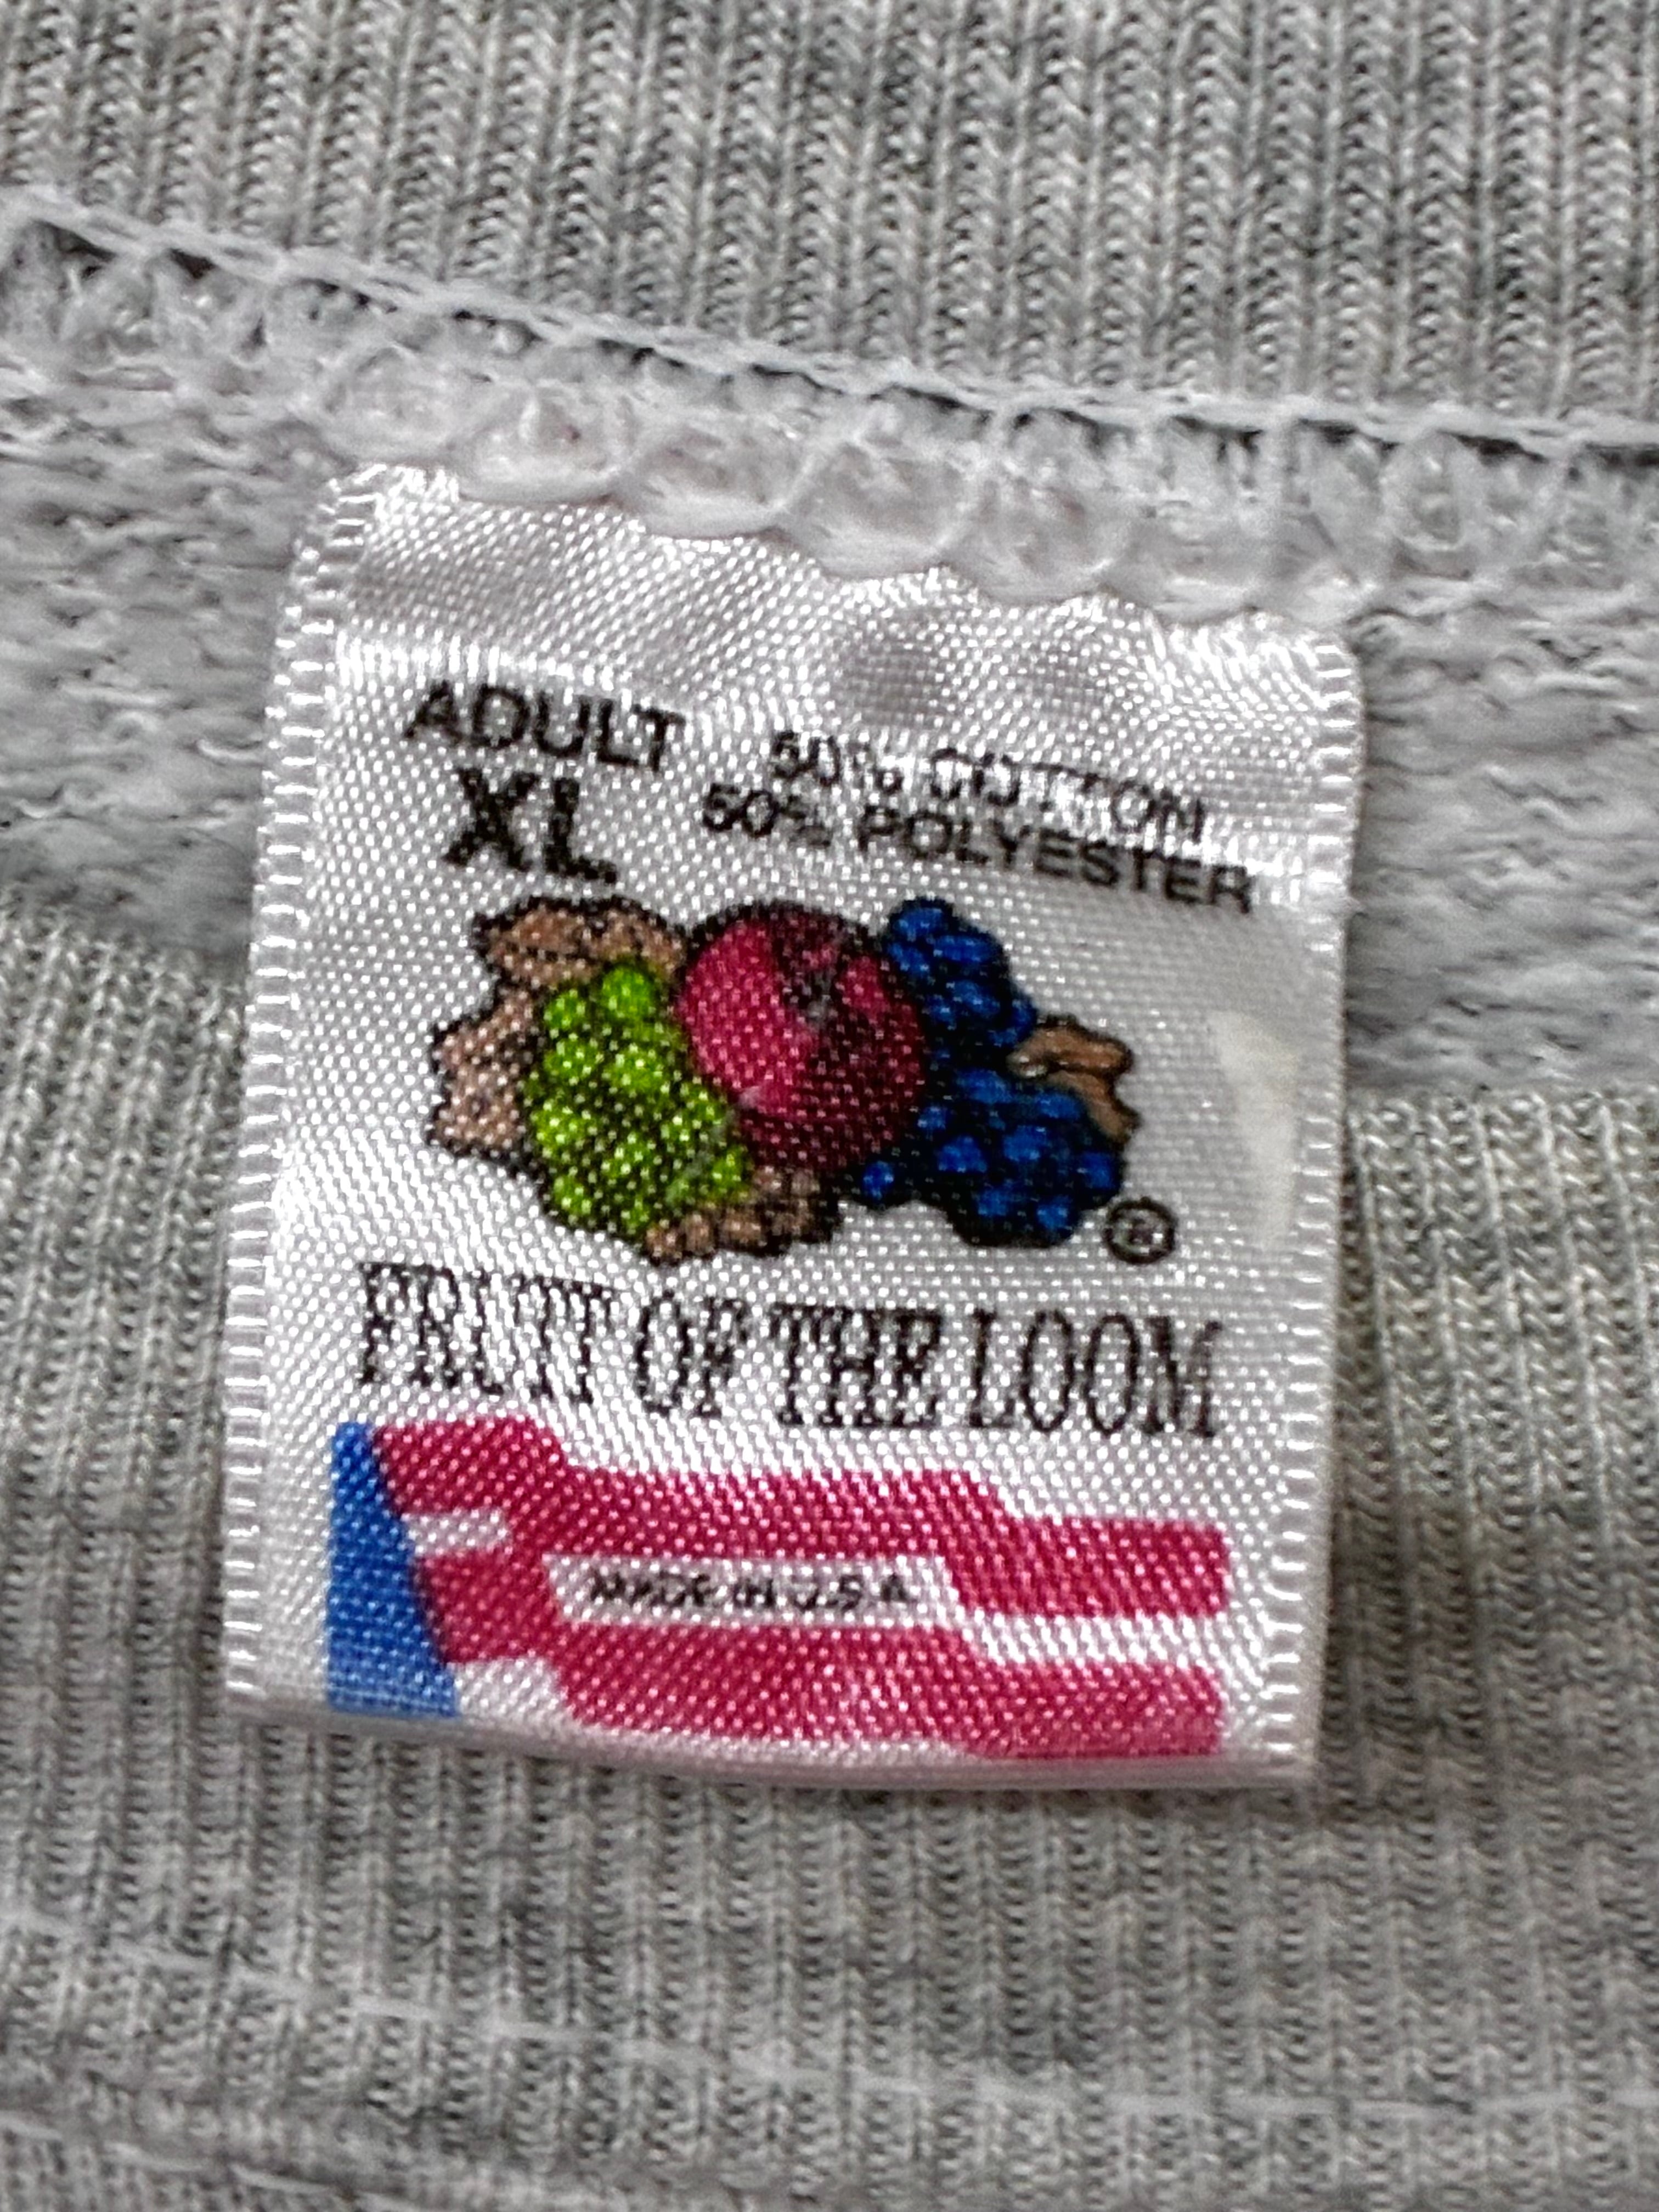 ADULT
XL
50% COTTON
50% POLYESTER
®
FRUIT OF THE LOOM
MADE IN U.S.A.